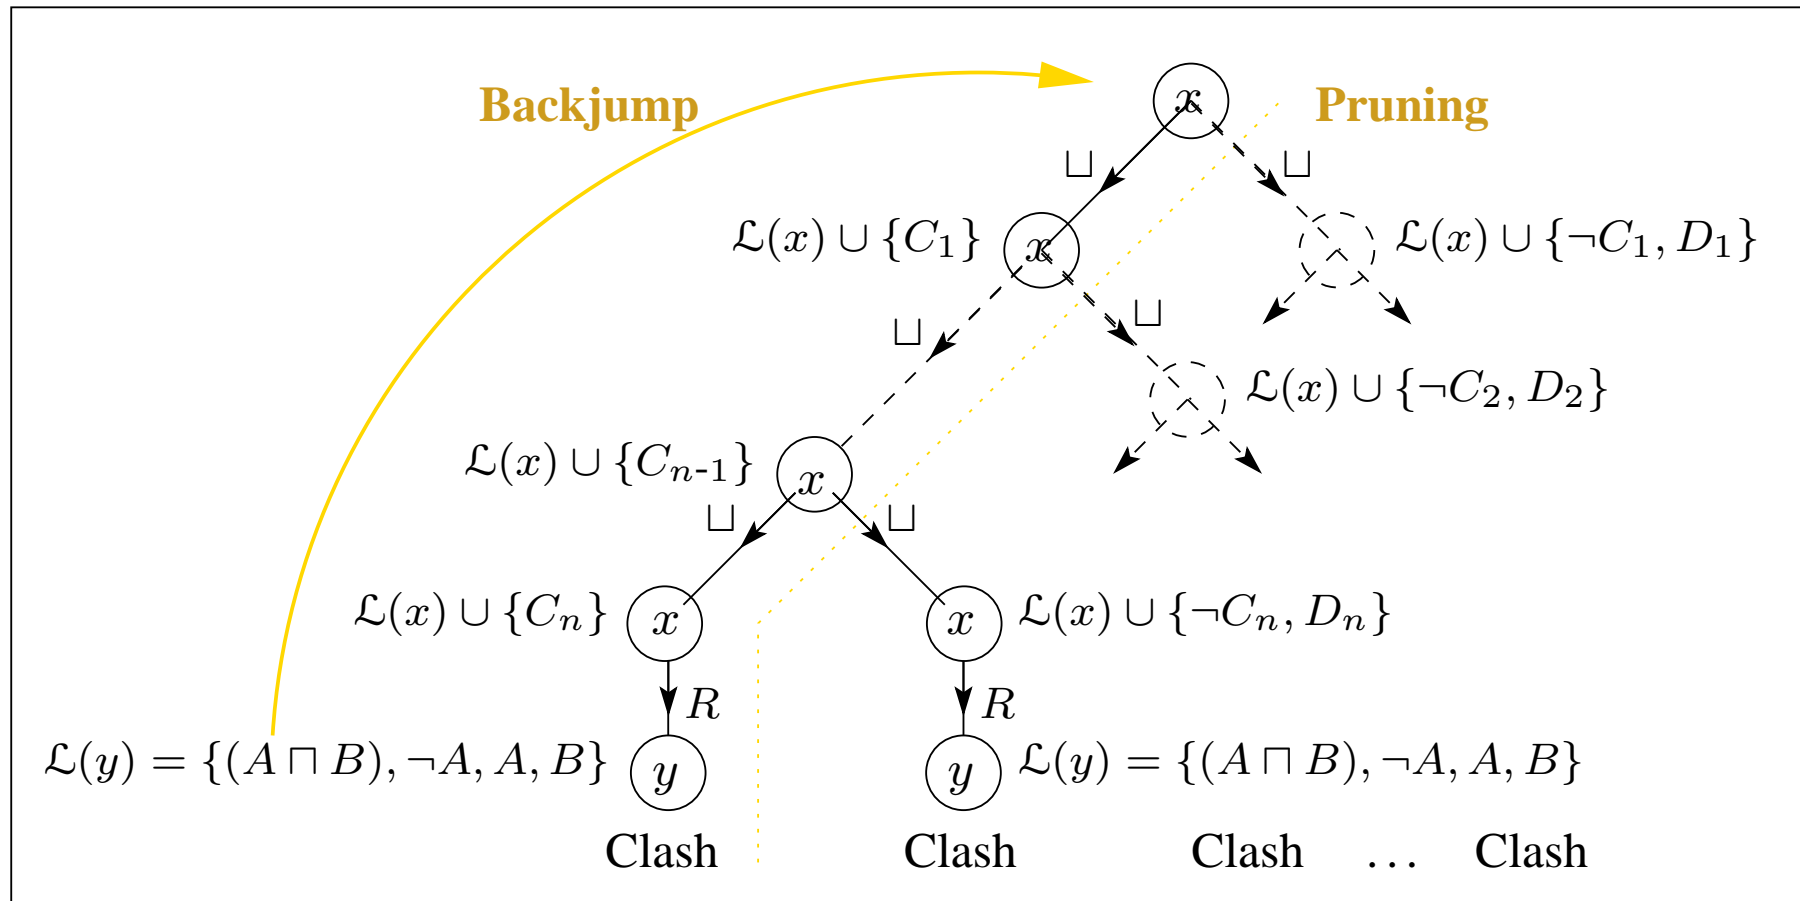 Backjump x Pruning
⊔ ⊔
ℒ(x) ∪ {C₁} x ℒ(x) ∪ {¬C₁, D₁}
⊔ ⊔
ℒ(x) ∪ {¬C₂, D₂}
ℒ(x) ∪ {Cₙ₋₁} x
⊔ ⊔
ℒ(x) ∪ {Cₙ} x x ℒ(x) ∪ {¬Cₙ, Dₙ}
R R
ℒ(y) = {(A ⊓ B), ¬A, A, B} y y ℒ(y) = {(A ⊓ B), ¬A, A, B}
Clash Clash Clash ... Clash